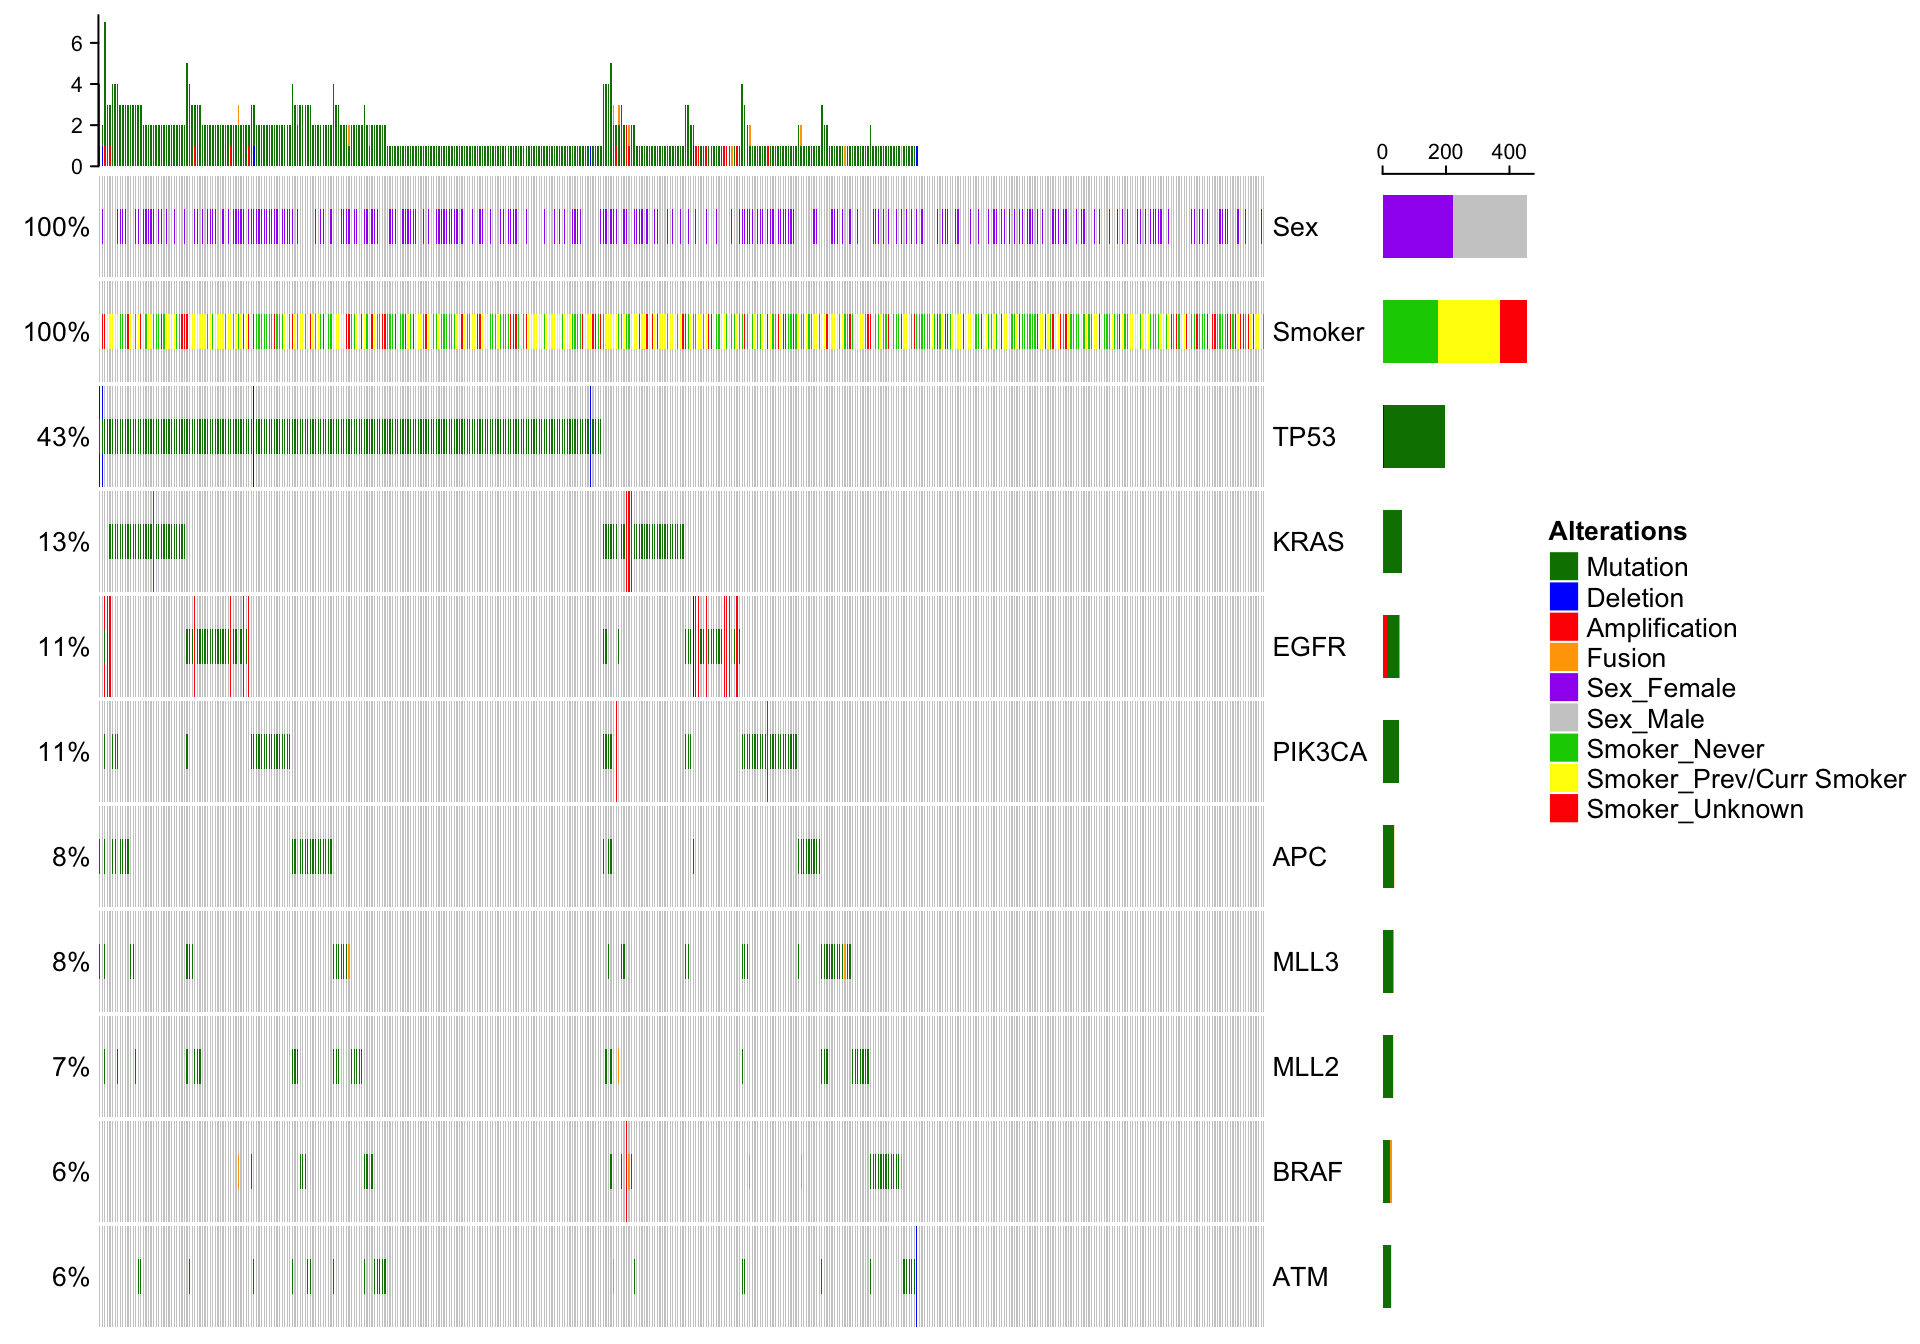 6
4
2
0
0 200 400
100% Sex
100% Smoker
43% TP53
13% KRAS
11% EGFR
11% PIK3CA
8% APC
8% MLL3
7% MLL2
6% BRAF
6% ATM
Alterations
Mutation
Deletion
Amplification
Fusion
Sex_Female
Sex_Male
Smoker_Never
Smoker_Prev/Curr Smoker
Smoker_Unknown